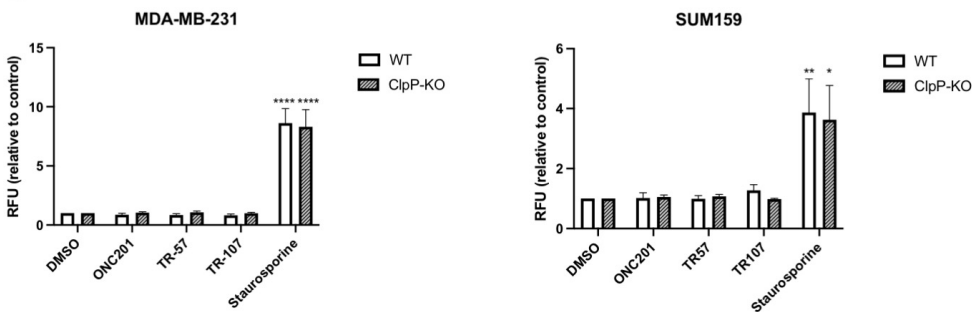 MDA-MB-231
RFU (relative to control)
15
10
5
0
**** ****
WT
ClpP-KO
DMSO
ONC201
TR-57
TR-107
Staurosporine
SUM159
RFU (relative to control)
6
4
2
0
** *
WT
ClpP-KO
DMSO
ONC201
TR57
TR107
Staurosporine